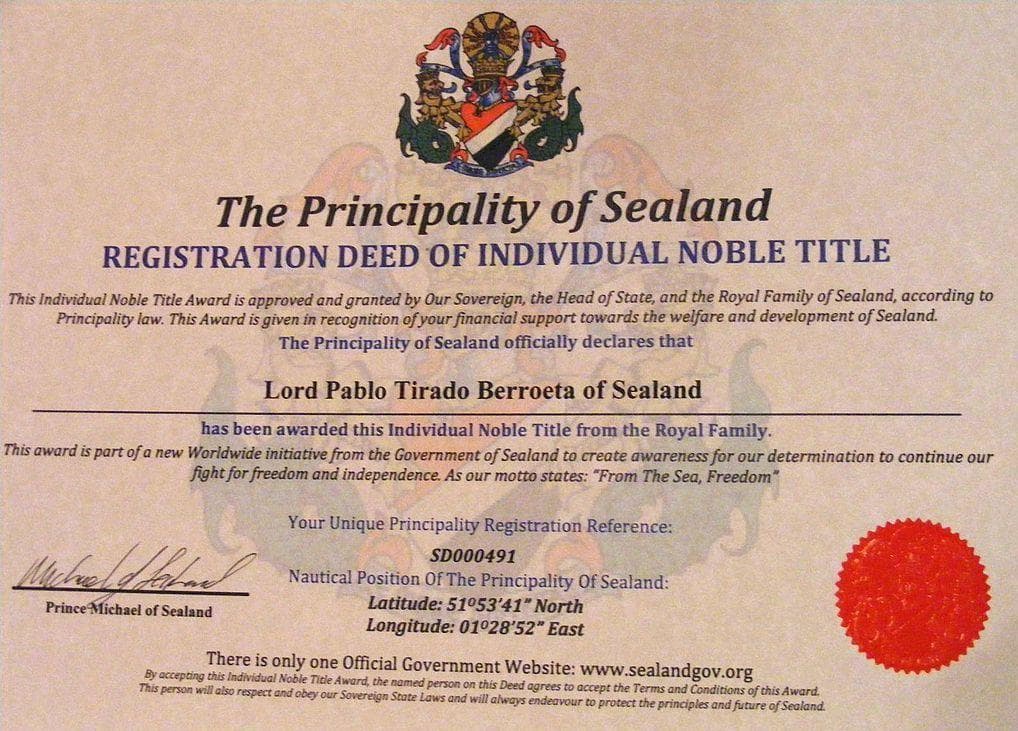 The Principality of Sealand
REGISTRATION DEED OF INDIVIDUAL NOBLE TITLE
This Individual Noble Title Award is approved and granted by Our Sovereign, the Head of State, and the Royal Family of Sealand, according to
Principality law. This Award is given in recognition of your financial support towards the welfare and development of Sealand.
The Principality of Sealand officially declares that
Lord Pablo Tirado Berroeta of Sealand
has been awarded this Individual Noble Title from the Royal Family.
This award is part of a new Worldwide initiative from the Government of Sealand to create awareness for our determination to continue our
fight for freedom and independence. As our motto states: "From The Sea, Freedom"
Your Unique Principality Registration Reference:
SD000491
Nautical Position Of The Principality Of Sealand:
Latitude: 51º53'41" North
Longitude: 01º28'52" East
Michael of Sealand
Prince Michael of Sealand
There is only one Official Government Website: www.sealandgov.org
By accepting this Individual Noble Title Award, the named person on this Deed agrees to accept the Terms and Conditions of this Award.
This person will also respect and obey our Sovereign State Laws and will always endeavour to protect the principles and future of Sealand.